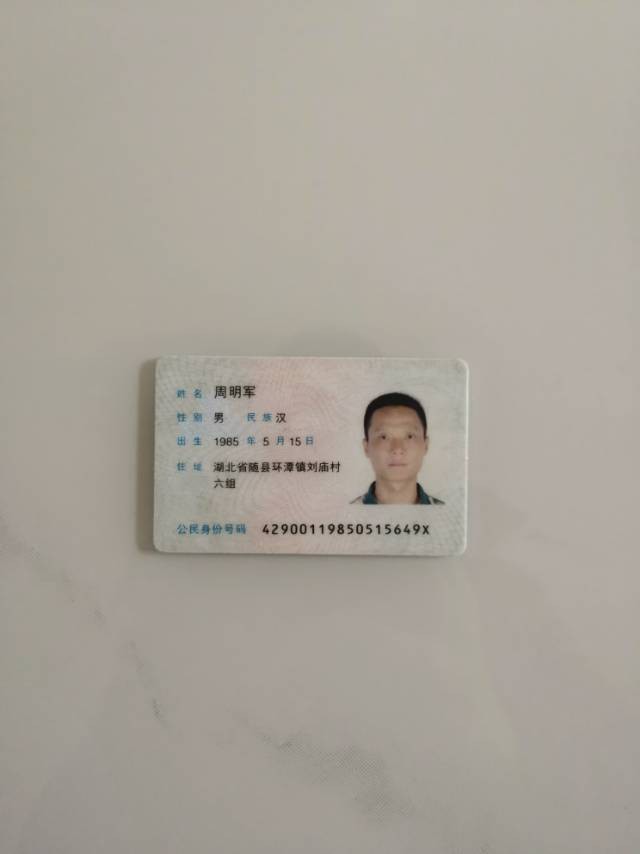 姓名 周明军
性别 男 民族 汉
出生 1985 年 5 月 15 日
住址 湖北省随县环潭镇刘庙村
六组
公民身份号码 42900119850515649X